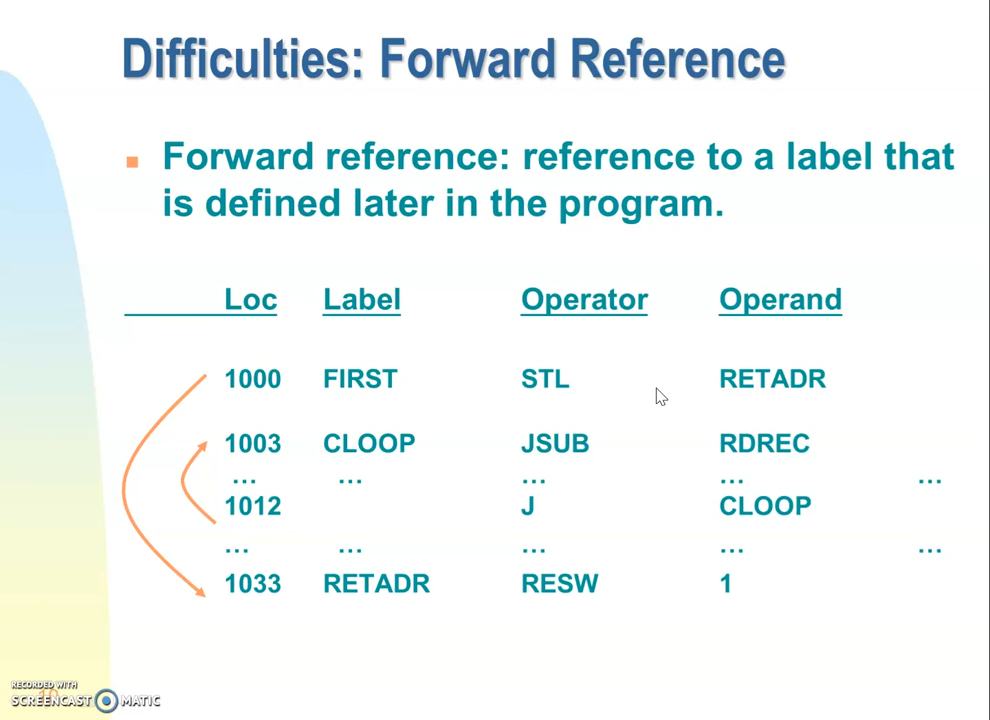 Difficulties: Forward Reference
Forward reference: reference to a label that
is defined later in the program.
Loc Label Operator Operand
1000 FIRST STL RETADR
1003 CLOOP JSUB RDREC
… … … … …
1012 J CLOOP
… … … … …
1033 RETADR RESW 1
RECORDED WITH
SCREENCAST MATIC